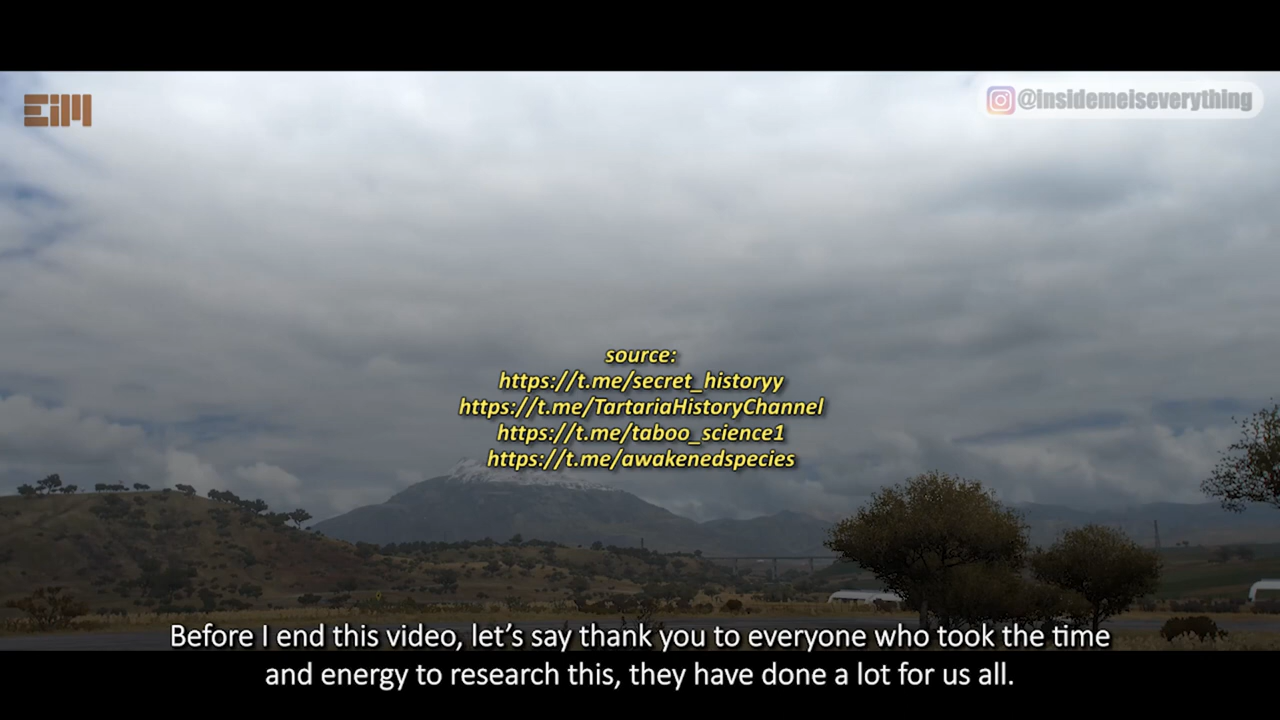 EiM
@insidemeiseverything
source:
https://t.me/secret_historyy
https://t.me/TartariaHistoryChannel
https://t.me/taboo_science1
https://t.me/awakenedspecies
Before I end this video, let's say thank you to everyone who took the time
and energy to research this, they have done a lot for us all.